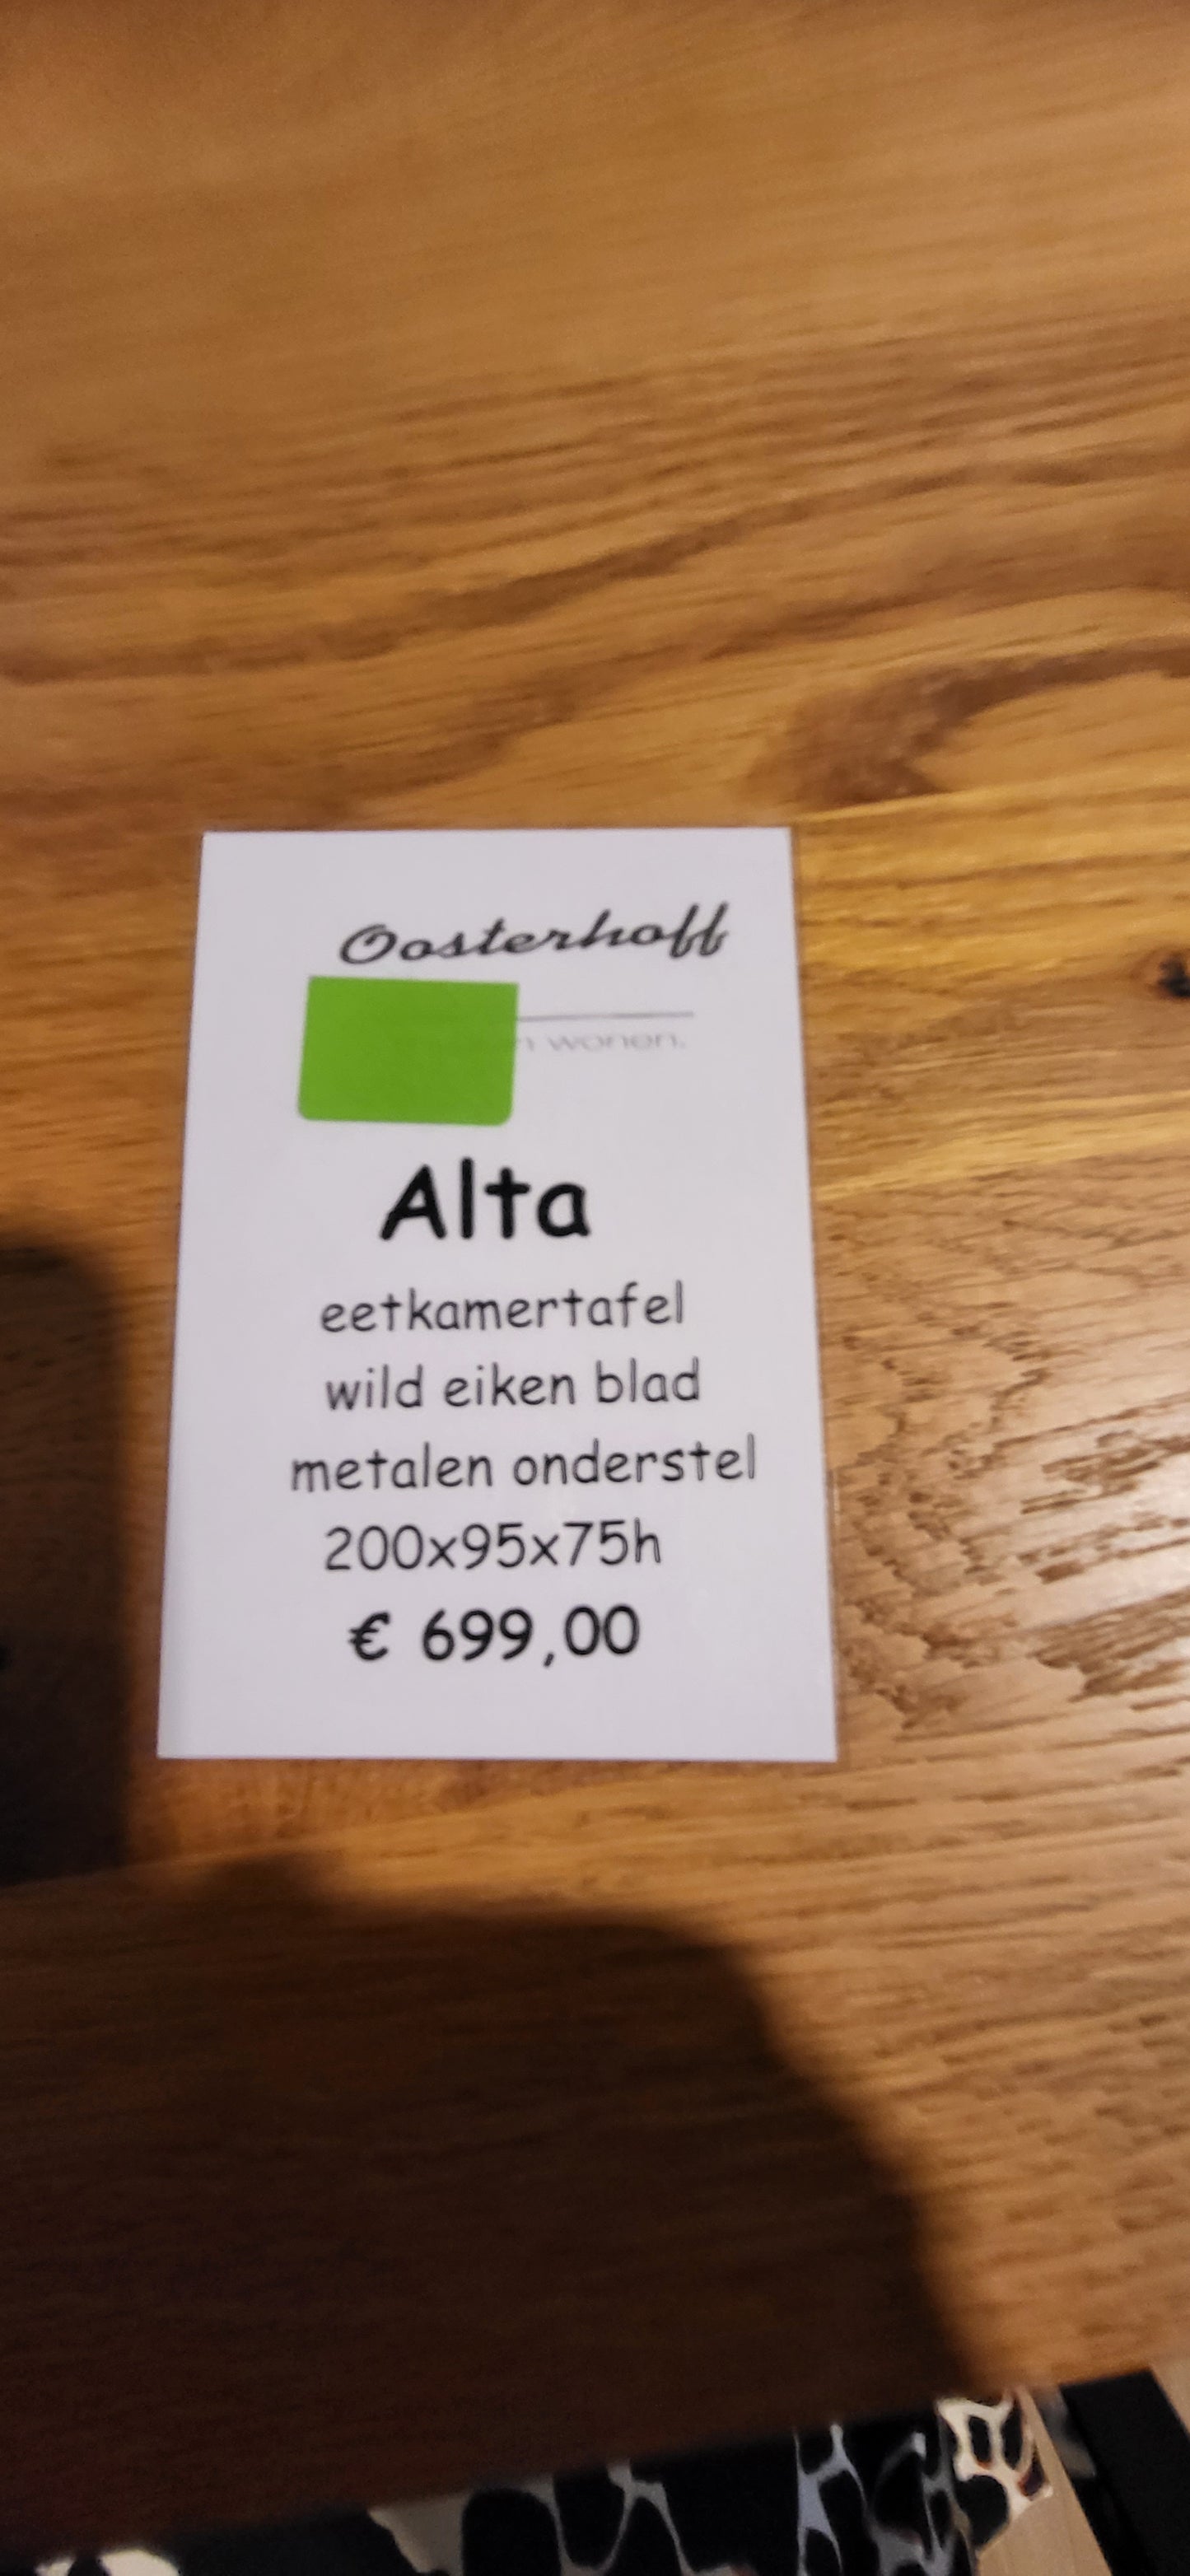 Oosterhoff
wonen.
Alta
eetkamertafel
wild eiken blad
metalen onderstel
200x95x75h
€ 699,00